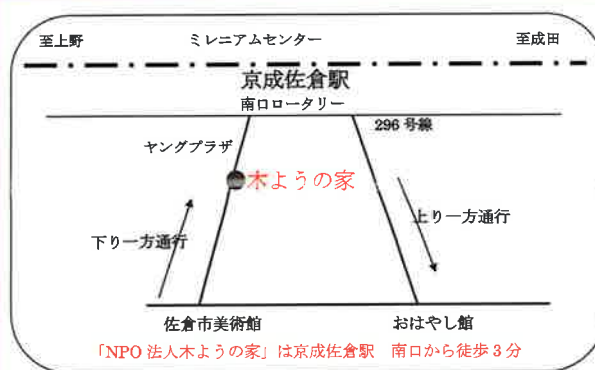 至上野 ミレニアムセンター 至成田
京成佐倉駅
南口ロータリー
296 号線
ヤングプラザ
木ようの家
上り一方通行
下り一方通行
佐倉市美術館 おはやし館
「NPO 法人木ようの家」は京成佐倉駅 南口から徒歩 3 分